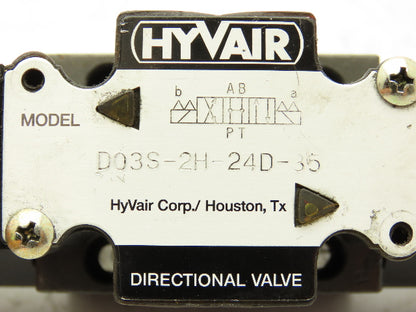 HYVAIR
b AB a
MODEL
PT
D03S-2H-24D-35
HyVair Corp./ Houston, Tx
DIRECTIONAL VALVE